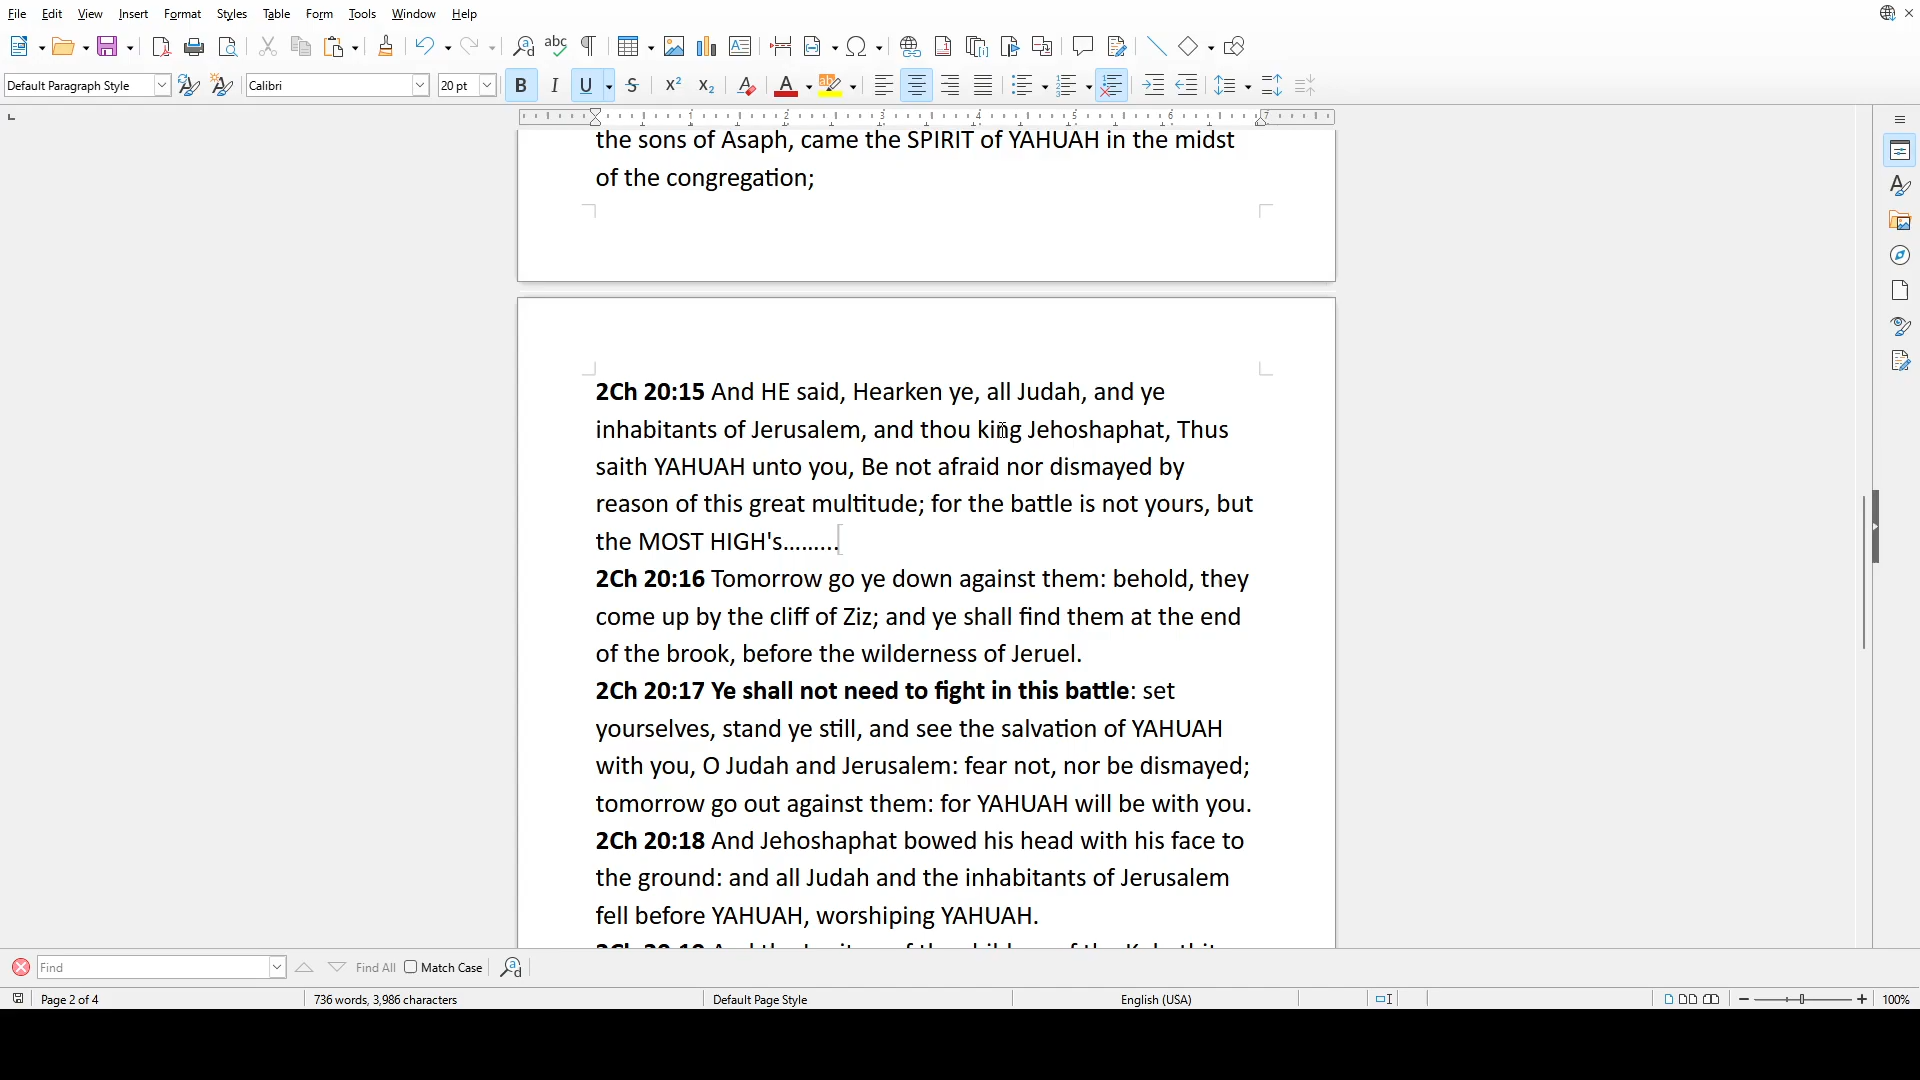 File Edit View Insert Format Styles Table Form Tools Window Help
Default Paragraph Style Calibri 20 pt
the sons of Asaph, came the SPIRIT of YAHUAH in the midst
of the congregation;
2Ch 20:15 And HE said, Hearken ye, all Judah, and ye
inhabitants of Jerusalem, and thou king Jehoshaphat, Thus
saith YAHUAH unto you, Be not afraid nor dismayed by
reason of this great multitude; for the battle is not yours, but
the MOST HIGH's.........
2Ch 20:16 Tomorrow go ye down against them: behold, they
come up by the cliff of Ziz; and ye shall find them at the end
of the brook, before the wilderness of Jeruel.
2Ch 20:17 Ye shall not need to fight in this battle: set
yourselves, stand ye still, and see the salvation of YAHUAH
with you, O Judah and Jerusalem: fear not, nor be dismayed;
tomorrow go out against them: for YAHUAH will be with you.
2Ch 20:18 And Jehoshaphat bowed his head with his face to
the ground: and all Judah and the inhabitants of Jerusalem
fell before YAHUAH, worshiping YAHUAH.
Find Find All Match Case
Page 2 of 4 736 words, 3,986 characters Default Page Style English (USA) 100%